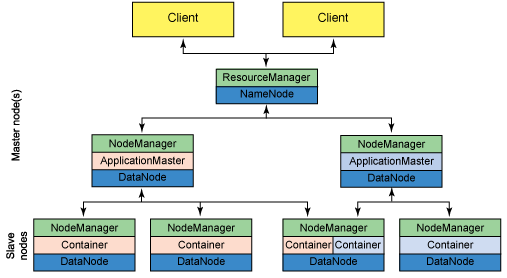 Client Client
ResourceManager
NameNode
Master node(s)
NodeManager NodeManager
ApplicationMaster ApplicationMaster
DataNode DataNode
Slave
nodes
NodeManager NodeManager NodeManager NodeManager
Container Container Container Container Container
DataNode DataNode DataNode DataNode